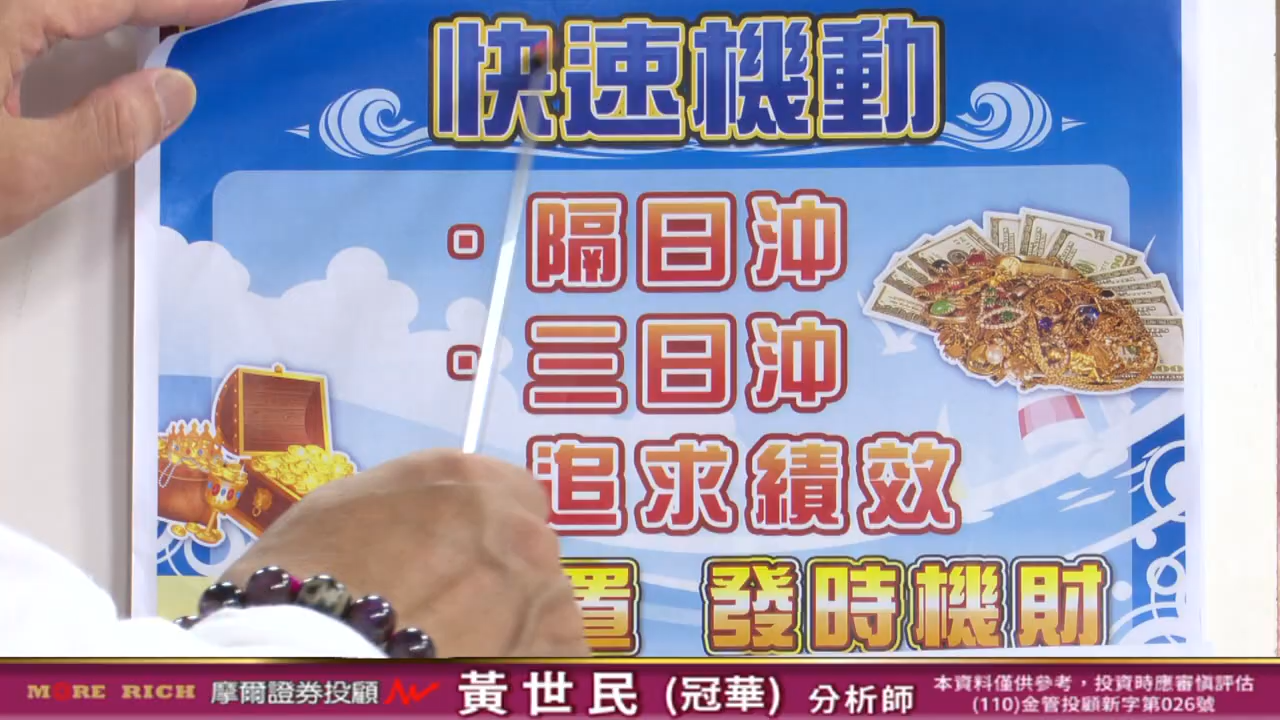 快速機動
隔日沖
三日沖
追求績效
置 發時機財
MORE RICH 摩爾證券投顧 黃世民 (冠華) 分析師
本資料僅供參考，投資時應審慎評估
(110)金管投顧新字第026號